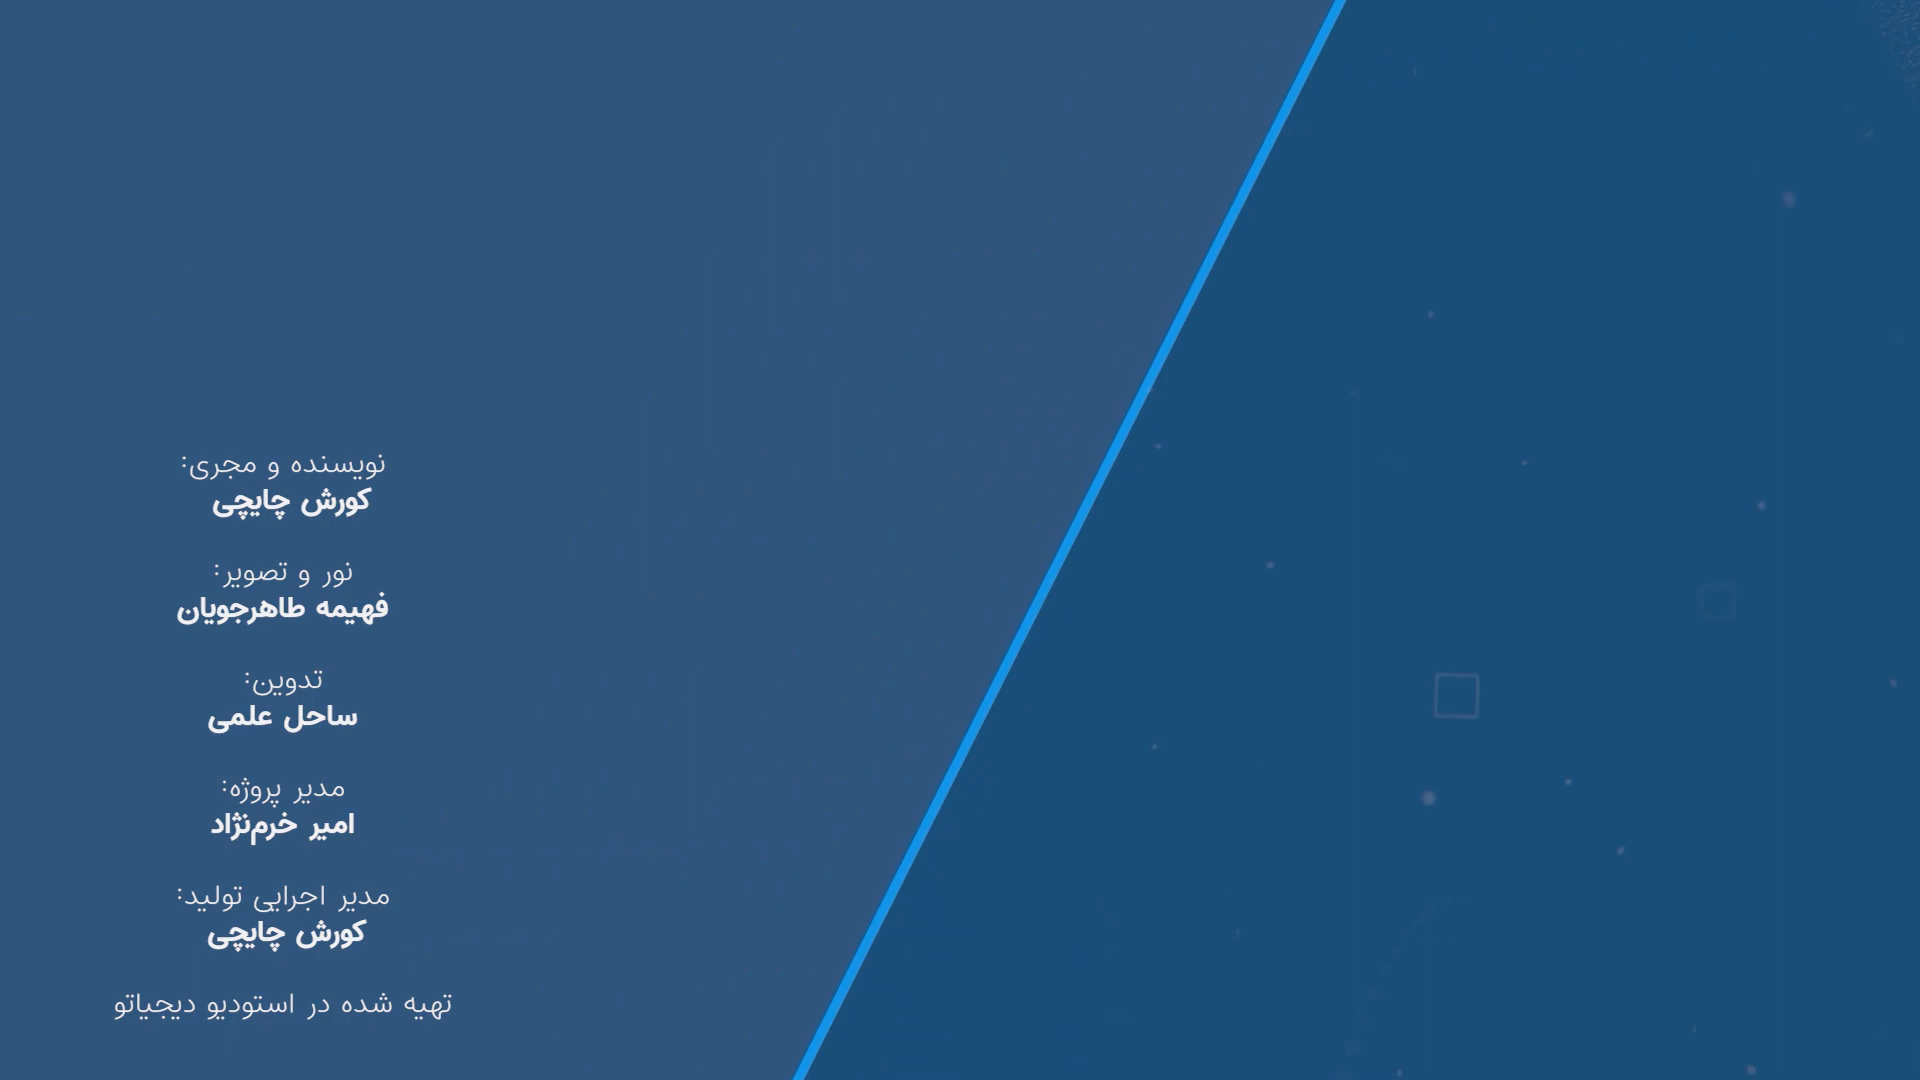 نویسنده و مجری:
کورش چایچی
نور و تصویر:
فهیمه طاهرجویان
تدوین:
ساحل علمی
مدیر پروژه:
امیر خرم‌نژاد
مدیر اجرایی تولید:
کورش چایچی
تهیه شده در استودیو دیجیاتو